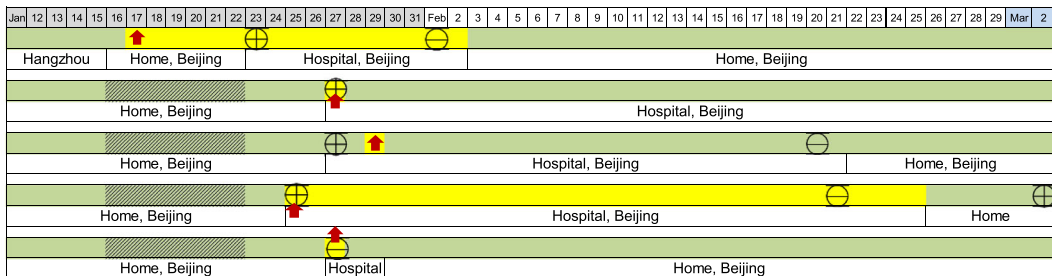 Jan 12 13 14 15 16 17 18 19 20 21 22 23 24 25 26 27 28 29 30 31 Feb 2 3 4 5 6 7 8 9 10 11 12 13 14 15 16 17 18 19 20 21 22 23 24 25 26 27 28 29 Mar 2
Hangzhou Home, Beijing Hospital, Beijing Home, Beijing
Home, Beijing Hospital, Beijing
Home, Beijing Hospital, Beijing Home, Beijing
Home, Beijing Hospital, Beijing Home
Home, Beijing Hospital Home, Beijing